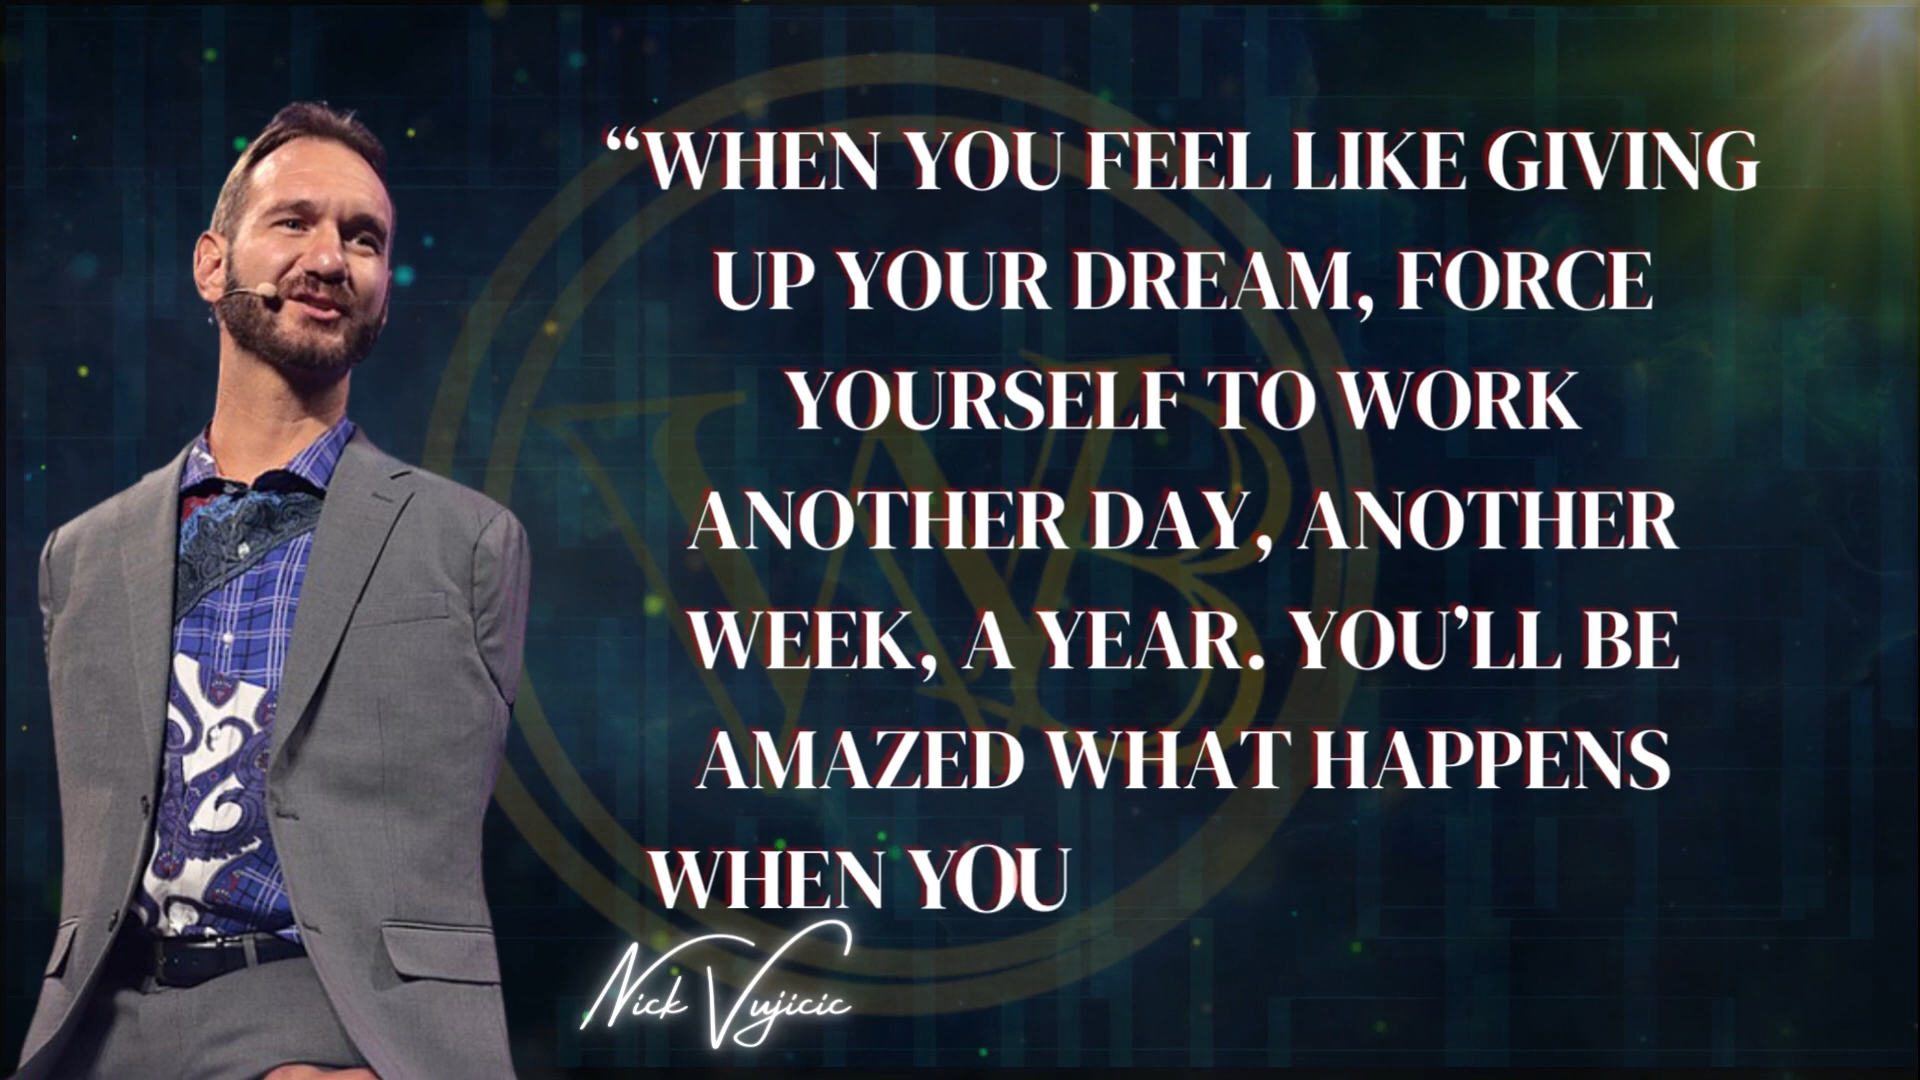 “WHEN YOU FEEL LIKE GIVING
UP YOUR DREAM, FORCE
YOURSELF TO WORK
ANOTHER DAY, ANOTHER
WEEK, A YEAR. YOU’LL BE
AMAZED WHAT HAPPENS
WHEN YOU
Nick Vujicic
WB